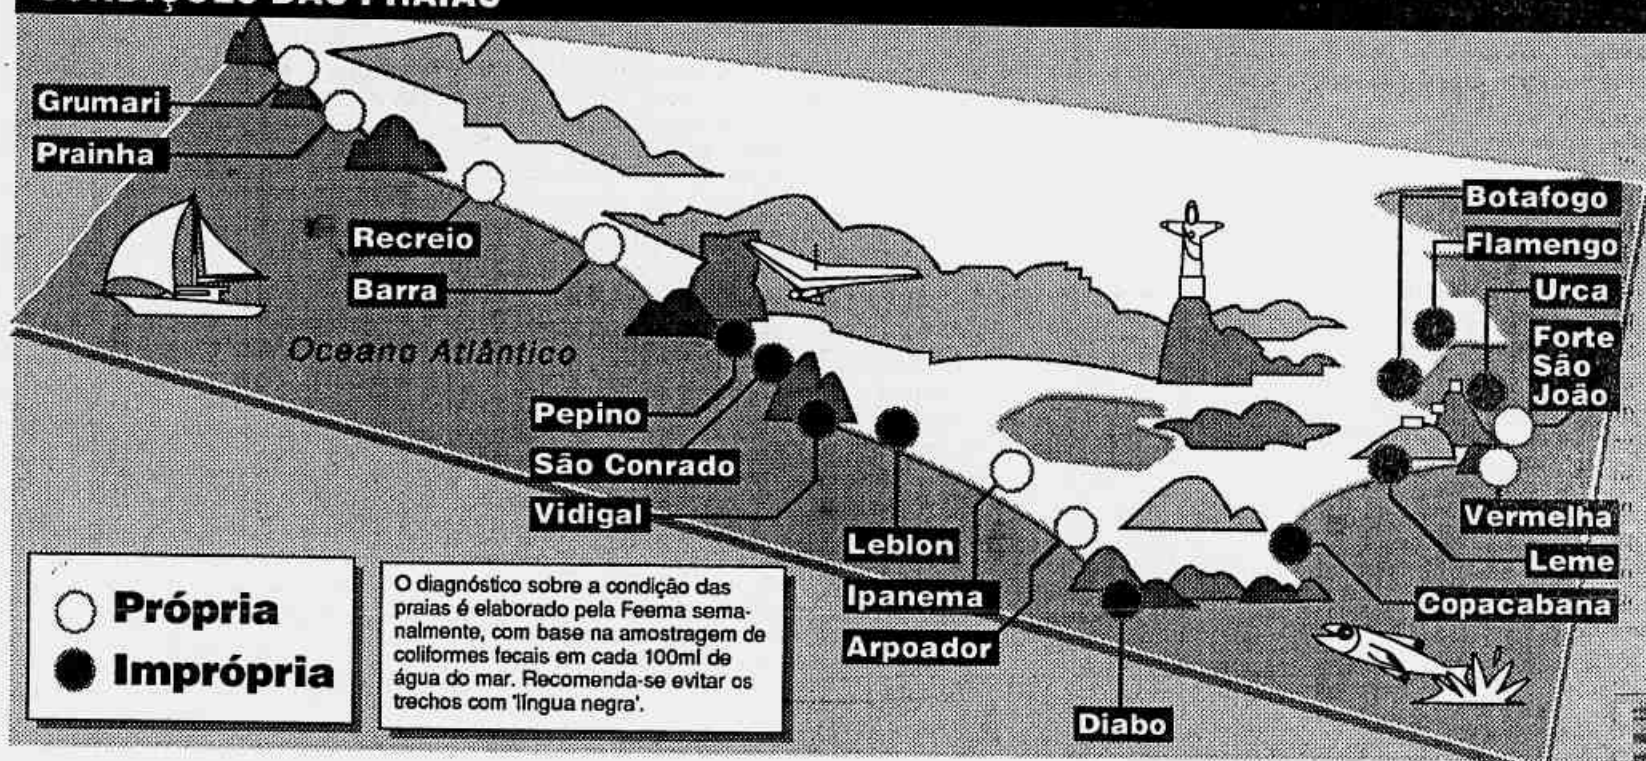 CONDIÇÕES DAS PRAIAS
Grumari
Prainha
Recreio
Barra
Oceano Atlântico
Pepino
São Conrado
Vidigal
Leblon
Ipanema
Arpoador
Diabo
Botafogo
Flamengo
Urca
Forte
São
João
Vermelha
Leme
Copacabana
Própria
Imprópria
O diagnóstico sobre a condição das
praias é elaborado pela Feema sema-
nalmente, com base na amostragem de
coliformes fecais em cada 100ml de
água do mar. Recomenda-se evitar os
trechos com 'língua negra'.